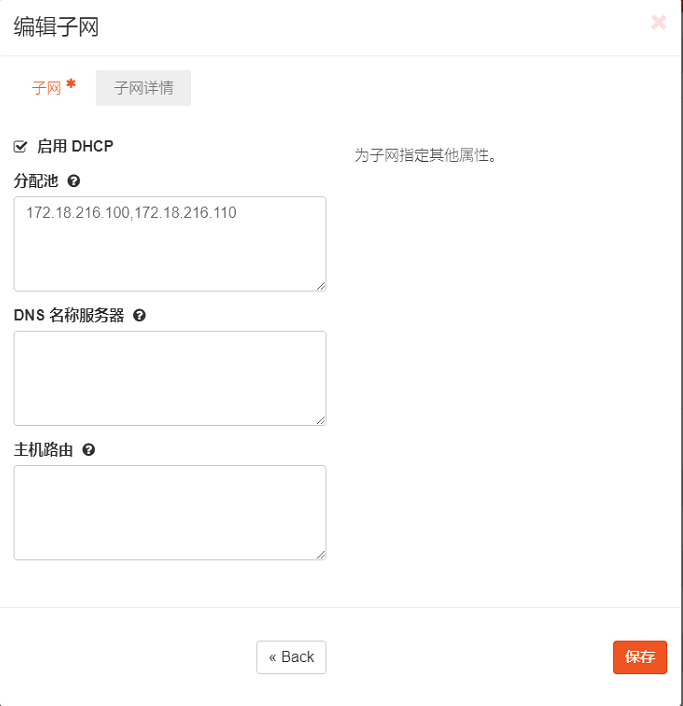 编辑子网
子网 *
子网详情
启用 DHCP
为子网指定其他属性。
分配池
172.18.216.100,172.18.216.110
DNS 名称服务器
主机路由
« Back
保存